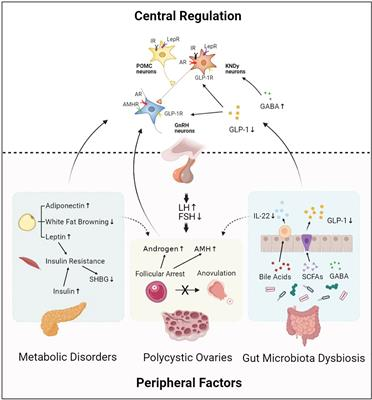 Central Regulation
IR LepR
POMC
neurons
IR LepR
AR
GLP-1R
KNDy
neurons
AR
AMHR
GLP-1R
GnRH
neurons
GABA↑
GLP-1↓
LH↑
FSH↓
Adiponectin↑
White Fat Browning↓
Leptin↑
Insulin Resistance
SHBG↓
Insulin↑
Androgen↑ AMH↑
Follicular Arrest Anovulation
IL-22↓ GLP-1↓
Bile Acids SCFAs GABA
Metabolic Disorders Polycystic Ovaries Gut Microbiota Dysbiosis
Peripheral Factors